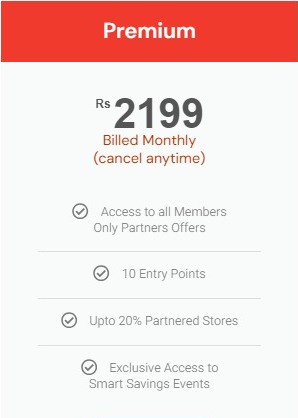 Premium
Rs 2199
Billed Monthly
(cancel anytime)
Access to all Members
Only Partners Offers
10 Entry Points
Upto 20% Partnered Stores
Exclusive Access to
Smart Savings Events